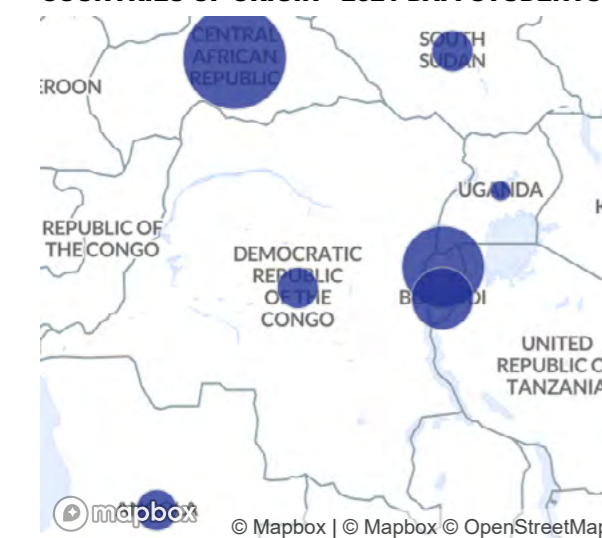 CENTRAL
AFRICAN
REPUBLIC
SOUTH
SUDAN
EROON
UGANDA
REPUBLIC OF
THE CONGO
DEMOCRATIC
REPUBLIC
OF THE
CONGO
B DI
UNITED
REPUBLIC O
TANZANIA
mapbox
© Mapbox | © Mapbox © OpenStreetMap